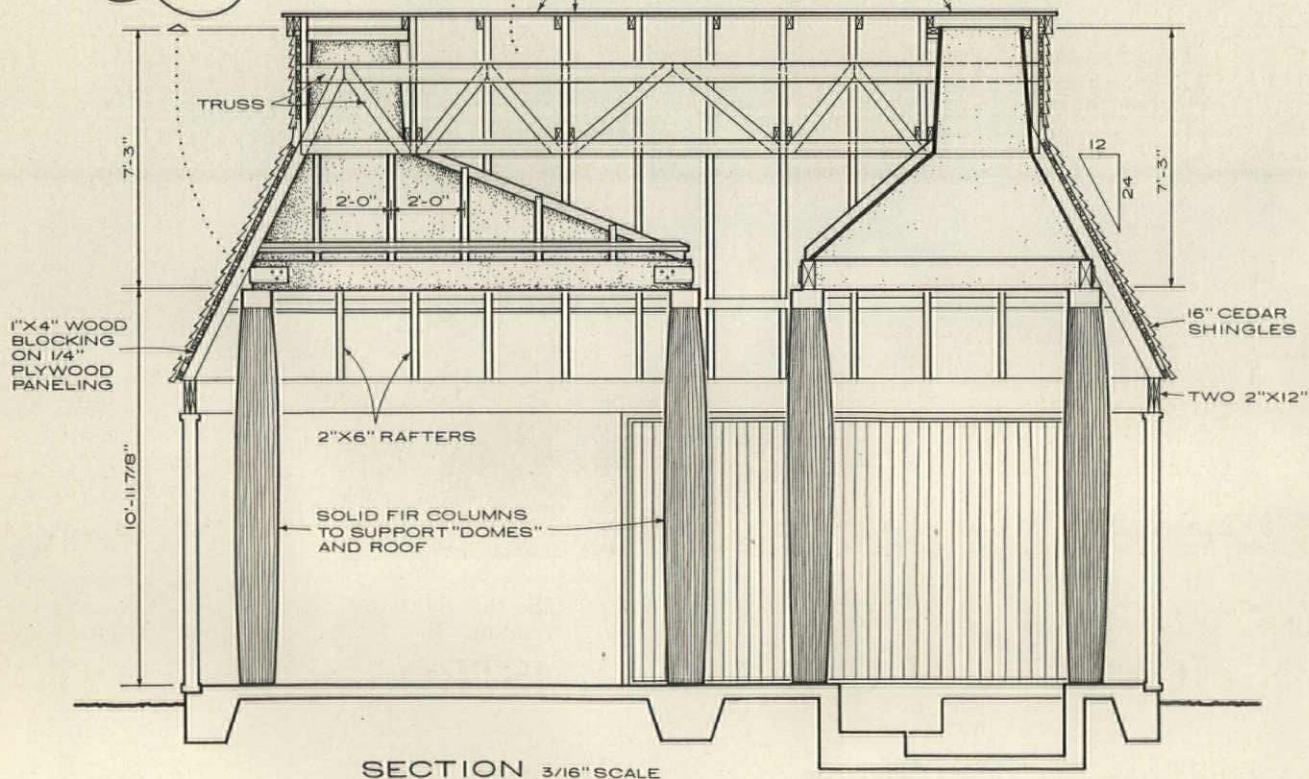 TRUSS
7'-3"
2'-0"
2'-0"
12
24
7'-3"
1"X4" WOOD
BLOCKING
ON 1/4"
PLYWOOD
PANELING
16" CEDAR
SHINGLES
TWO 2"X12"
2"X6" RAFTERS
10'-11 7/8"
SOLID FIR COLUMNS
TO SUPPORT "DOMES"
AND ROOF
SECTION 3/16" SCALE